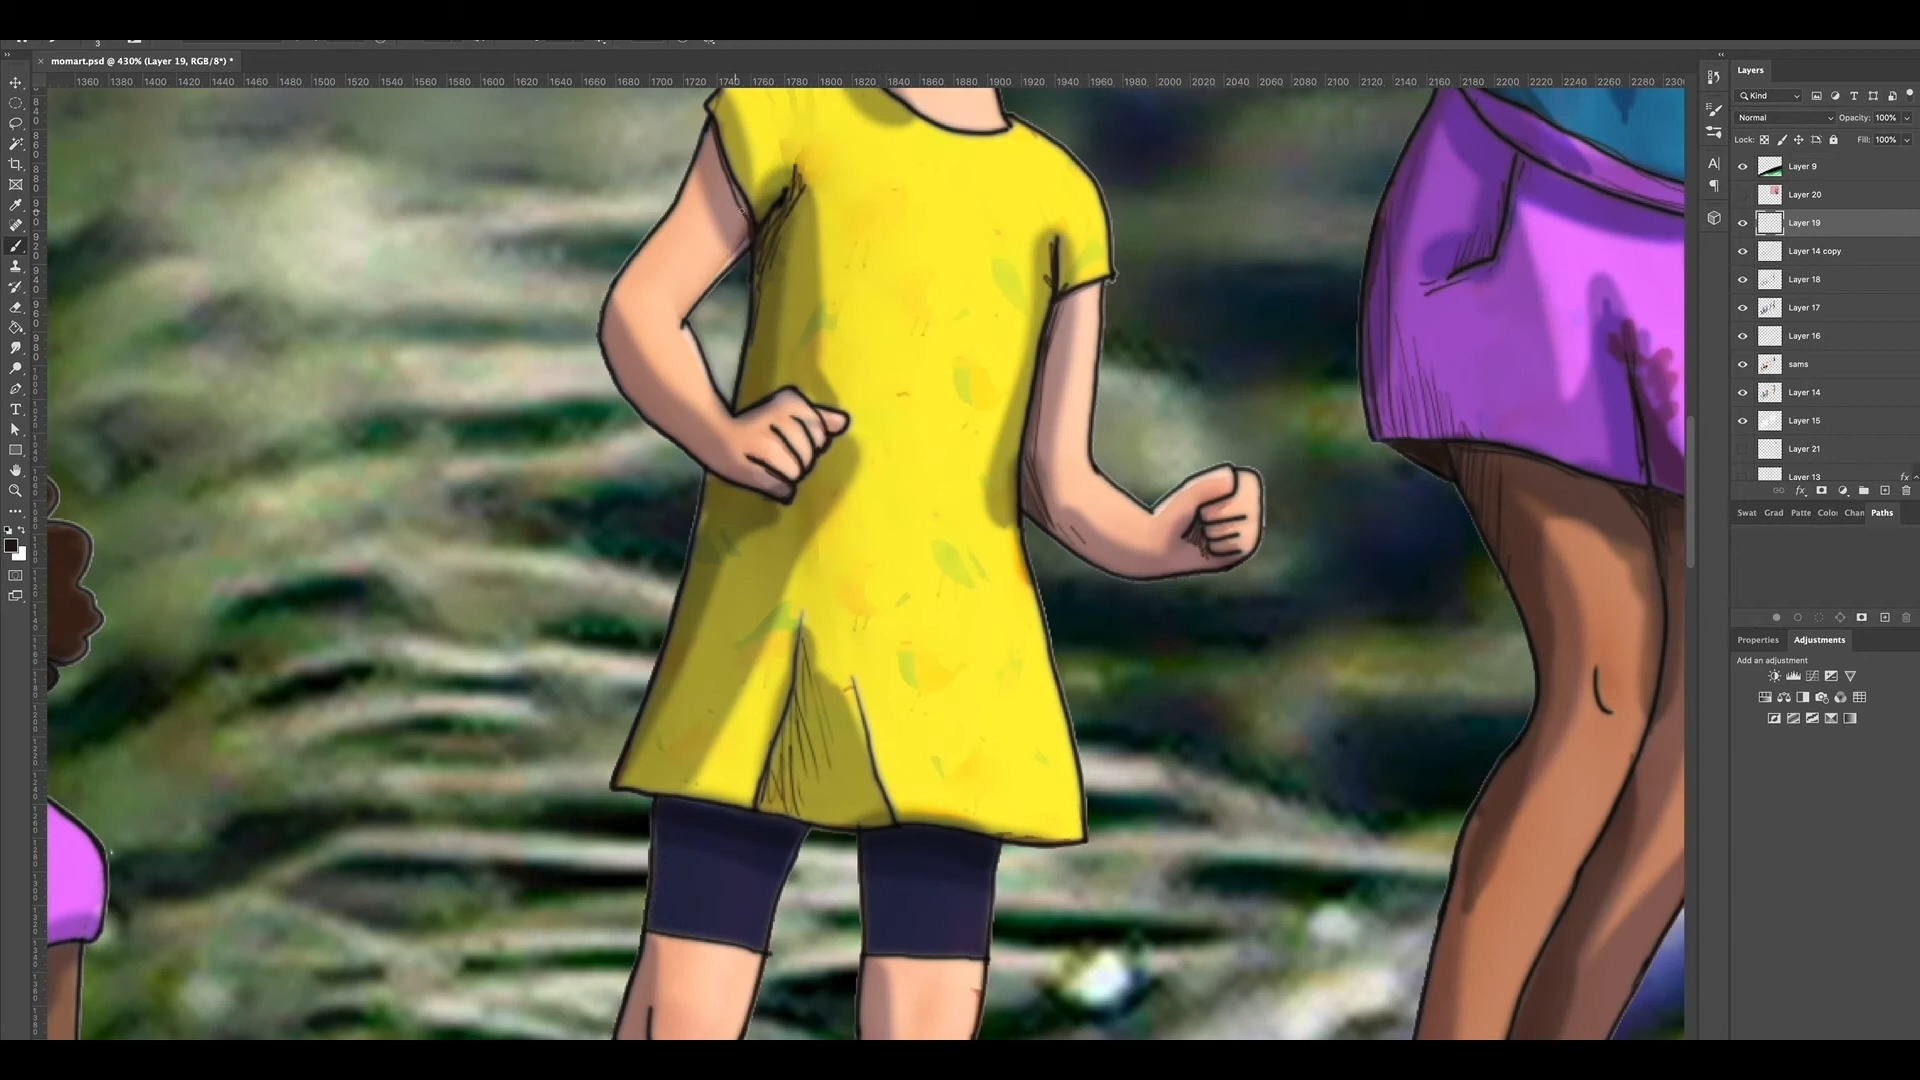 3
momart.psd @ 430% (Layer 19, RGB/8*) *
1360 1380 1400 1420 1440 1460 1480 1500 1520 1540 1560 1580 1600 1620 1640 1660 1680 1700 1720 1740 1760 1780 1800 1820 1840 1860 1880 1900 1920 1940 1960 1980 2000 2020 2040 2060 2080 2100 2120 2140 2160 2180 2200 2220 2240 2260 2280 2300
Layers
Kind
Normal Opacity: 100%
Lock: Fill: 100%
Layer 9
Layer 20
Layer 19
Layer 14 copy
Layer 18
Layer 17
Layer 16
sams
Layer 14
Layer 15
Layer 21
Layer 13 fx
fx
Swat Grad Patte Color Chan Paths
Properties Adjustments
Add an adjustment